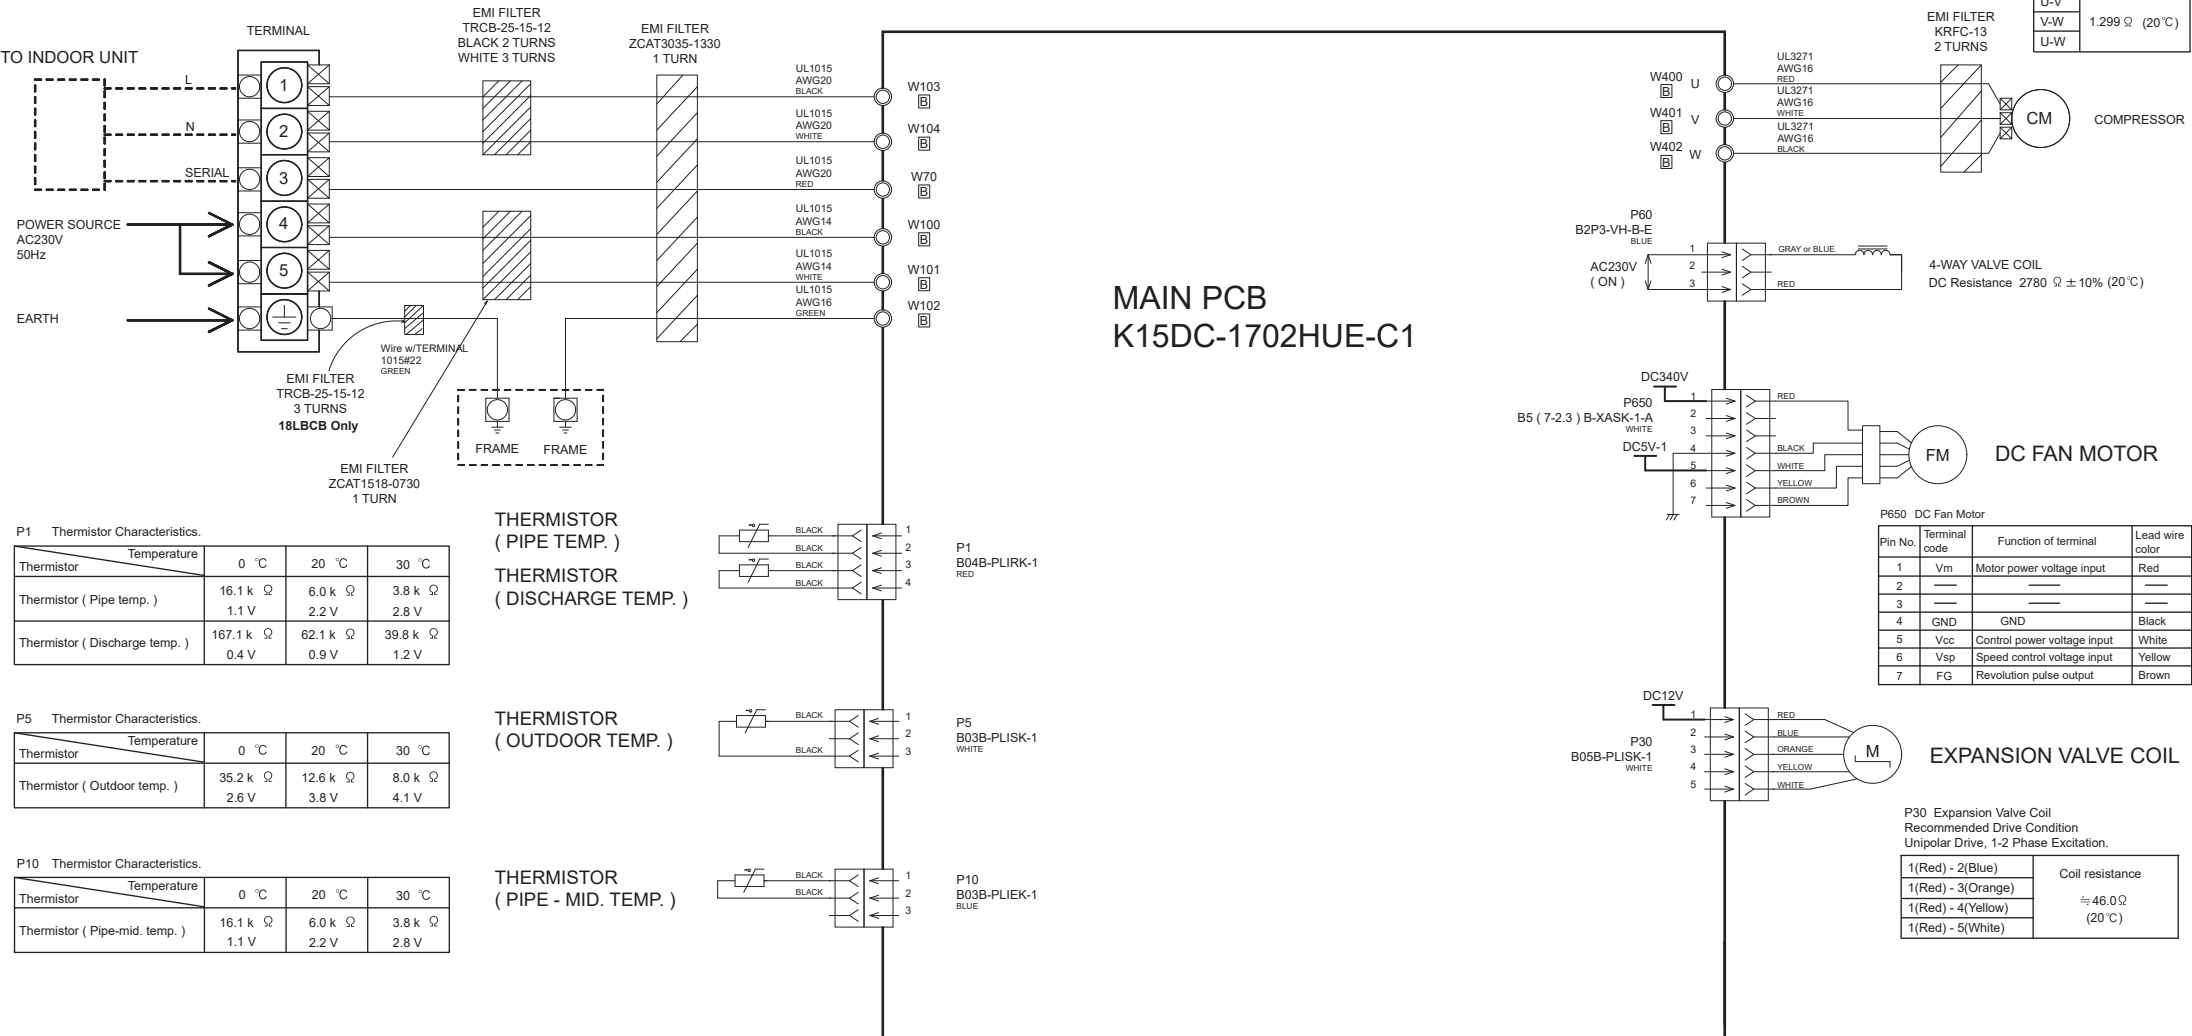 TO INDOOR UNIT
TERMINAL
L
N
SERIAL
1
2
3
4
5
POWER SOURCE
AC230V
50Hz
EARTH
EMI FILTER
TRCB-25-15-12
BLACK 2 TURNS
WHITE 3 TURNS
EMI FILTER
ZCAT3035-1330
1 TURN
UL1015
AWG20
BLACK
W103
B
UL1015
AWG20
WHITE
W104
B
UL1015
AWG20
RED
W70
B
UL1015
AWG14
BLACK
W100
B
UL1015
AWG14
WHITE
W101
B
UL1015
AWG16
GREEN
W102
B
Wire w/TERMINAL
1015#22
GREEN
EMI FILTER
TRCB-25-15-12
3 TURNS
18LBCB Only
EMI FILTER
ZCAT1518-0730
1 TURN
FRAME
FRAME
MAIN PCB
K15DC-1702HUE-C1
U-V
V-W
U-W
1.299 Ω (20℃)
EMI FILTER
KRFC-13
2 TURNS
W400
B
U
UL3271
AWG16
RED
W401
B
V
UL3271
AWG16
WHITE
W402
B
W
UL3271
AWG16
BLACK
CM
COMPRESSOR
P60
B2P3-VH-B-E
BLUE
AC230V
( ON )
1
2
3
GRAY or BLUE
RED
4-WAY VALVE COIL
DC Resistance 2780 Ω ±10% (20℃)
DC340V
P650
B5 ( 7-2.3 ) B-XASK-1-A
WHITE
DC5V-1
1
2
3
4
5
6
7
RED
BLACK
WHITE
YELLOW
BROWN
FM
DC FAN MOTOR
P650 DC Fan Motor
Pin No. Terminal code Function of terminal Lead wire color
1 Vm Motor power voltage input Red
2 — — —
3 — — —
4 GND GND Black
5 Vcc Control power voltage input White
6 Vsp Speed control voltage input Yellow
7 FG Revolution pulse output Brown
DC12V
P30
B05B-PLISK-1
WHITE
1
2
3
4
5
RED
BLUE
ORANGE
YELLOW
WHITE
M
EXPANSION VALVE COIL
P30 Expansion Valve Coil
Recommended Drive Condition
Unipolar Drive, 1-2 Phase Excitation.
1(Red) - 2(Blue)
1(Red) - 3(Orange)
1(Red) - 4(Yellow)
1(Red) - 5(White)
Coil resistance
≒46.0Ω
(20℃)
P1 Thermistor Characteristics.
Temperature
Thermistor
0 ℃ 20 ℃ 30 ℃
Thermistor ( Pipe temp. )
16.1 k Ω 6.0 k Ω 3.8 k Ω
1.1 V 2.2 V 2.8 V
Thermistor ( Discharge temp. )
167.1 k Ω 62.1 k Ω 39.8 k Ω
0.4 V 0.9 V 1.2 V
THERMISTOR
( PIPE TEMP. )
THERMISTOR
( DISCHARGE TEMP. )
BLACK
BLACK
BLACK
BLACK
1
2
3
4
P1
B04B-PLIRK-1
RED
P5 Thermistor Characteristics.
Temperature
Thermistor
0 ℃ 20 ℃ 30 ℃
Thermistor ( Outdoor temp. )
35.2 k Ω 12.6 k Ω 8.0 k Ω
2.6 V 3.8 V 4.1 V
THERMISTOR
( OUTDOOR TEMP. )
BLACK
BLACK
1
2
3
P5
B03B-PLISK-1
WHITE
P10 Thermistor Characteristics.
Temperature
Thermistor
0 ℃ 20 ℃ 30 ℃
Thermistor ( Pipe-mid. temp. )
16.1 k Ω 6.0 k Ω 3.8 k Ω
1.1 V 2.2 V 2.8 V
THERMISTOR
( PIPE - MID. TEMP. )
BLACK
BLACK
1
2
3
P10
B03B-PLIEK-1
BLUE